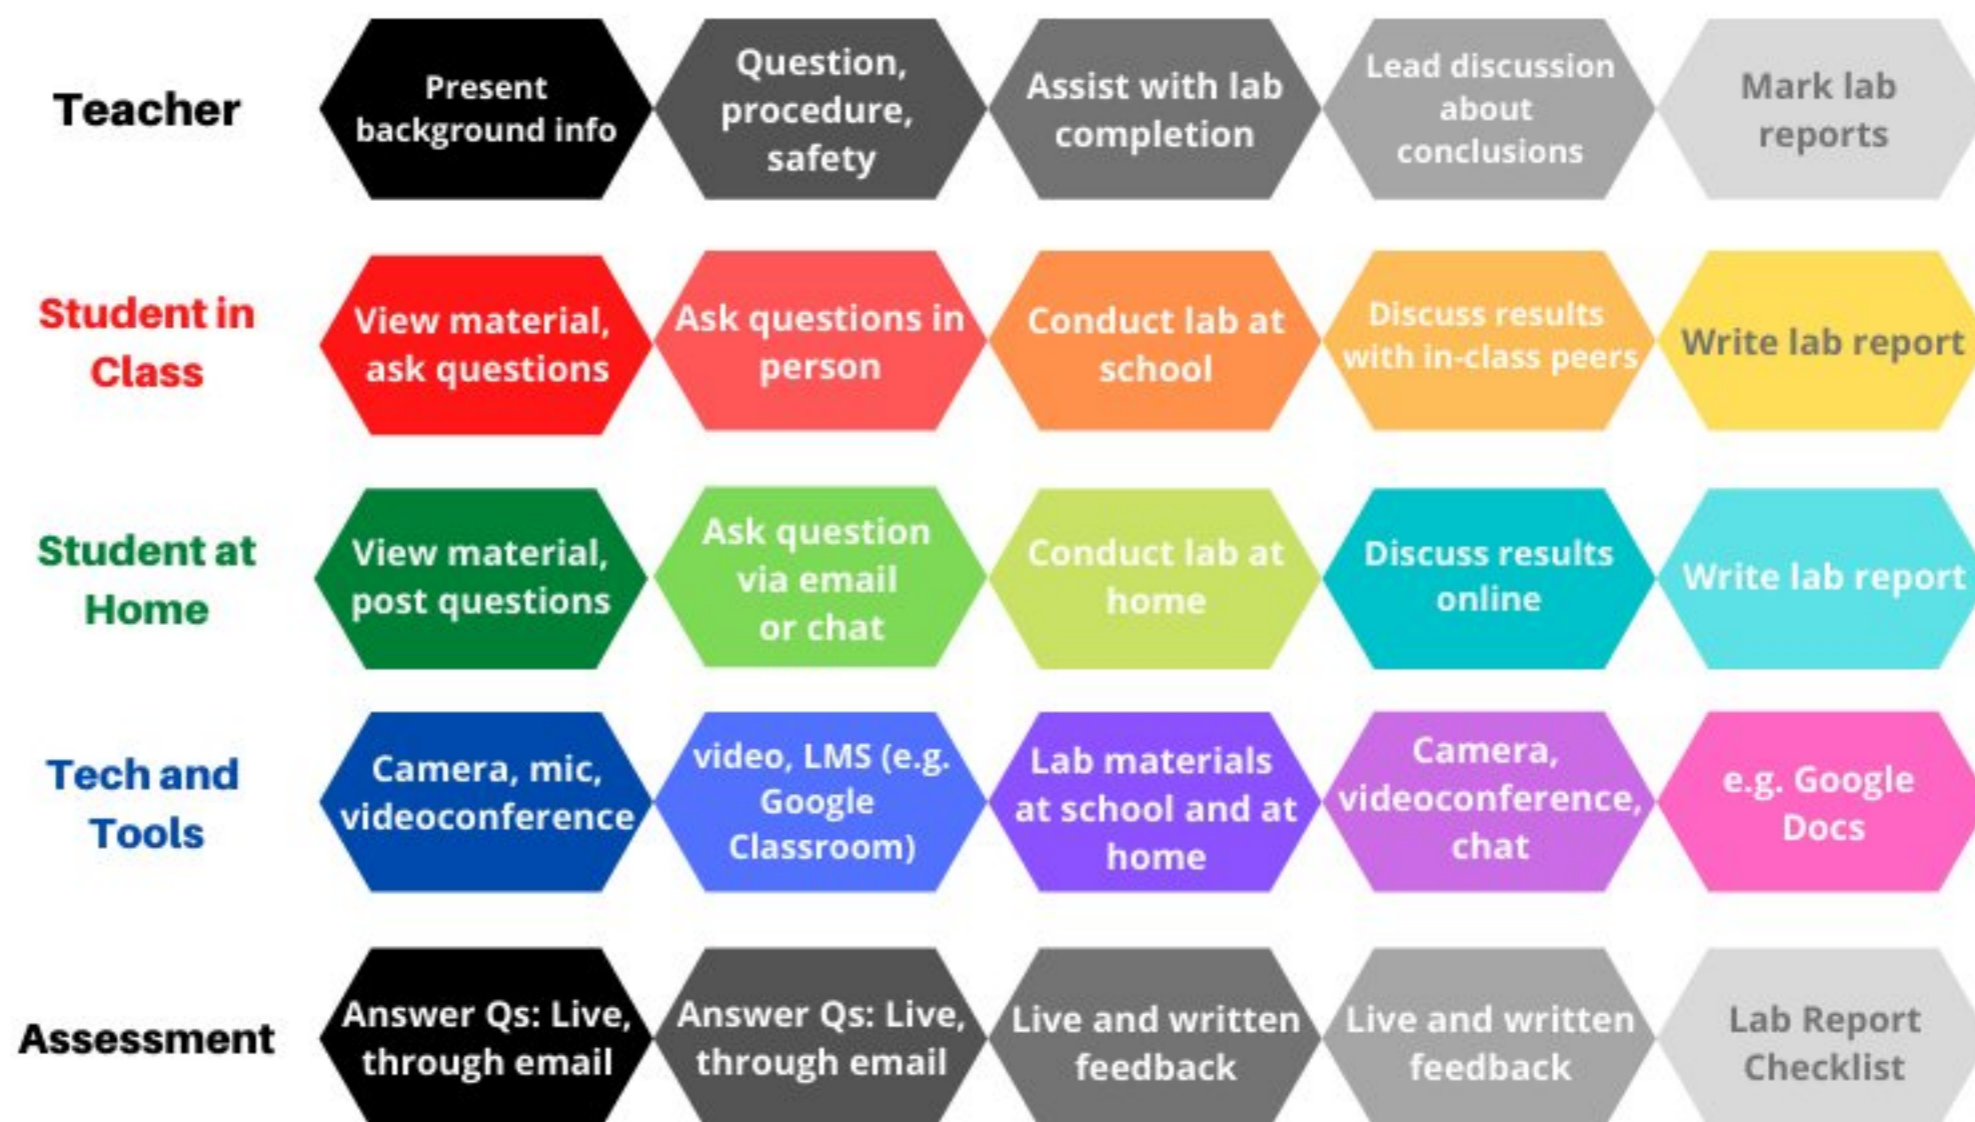 Teacher
Present
background info
Question,
procedure,
safety
Assist with lab
completion
Lead discussion
about
conclusions
Mark lab
reports
Student in
Class
View material,
ask questions
Ask questions in
person
Conduct lab at
school
Discuss results
with in-class peers
Write lab report
Student at
Home
View material,
post questions
Ask question
via email
or chat
Conduct lab at
home
Discuss results
online
Write lab report
Tech and
Tools
Camera, mic,
videoconference
video, LMS (e.g.
Google
Classroom)
Lab materials
at school and at
home
Camera,
videoconference,
chat
e.g. Google
Docs
Assessment
Answer Qs: Live,
through email
Answer Qs: Live,
through email
Live and written
feedback
Live and written
feedback
Lab Report
Checklist